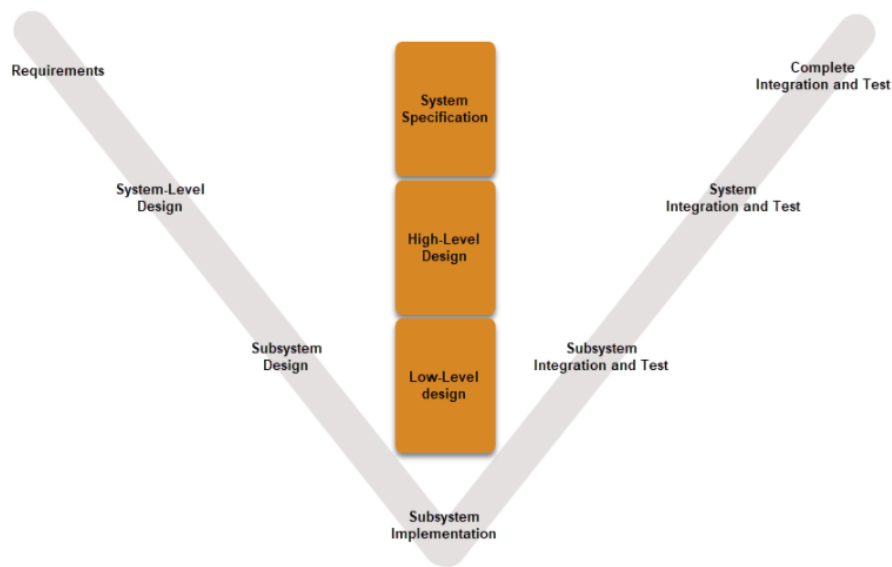 Requirements
System-Level
Design
Subsystem
Design
Subsystem
Implementation
System
Specification
High-Level
Design
Low-Level
design
Complete
Integration and Test
System
Integration and Test
Subsystem
Integration and Test